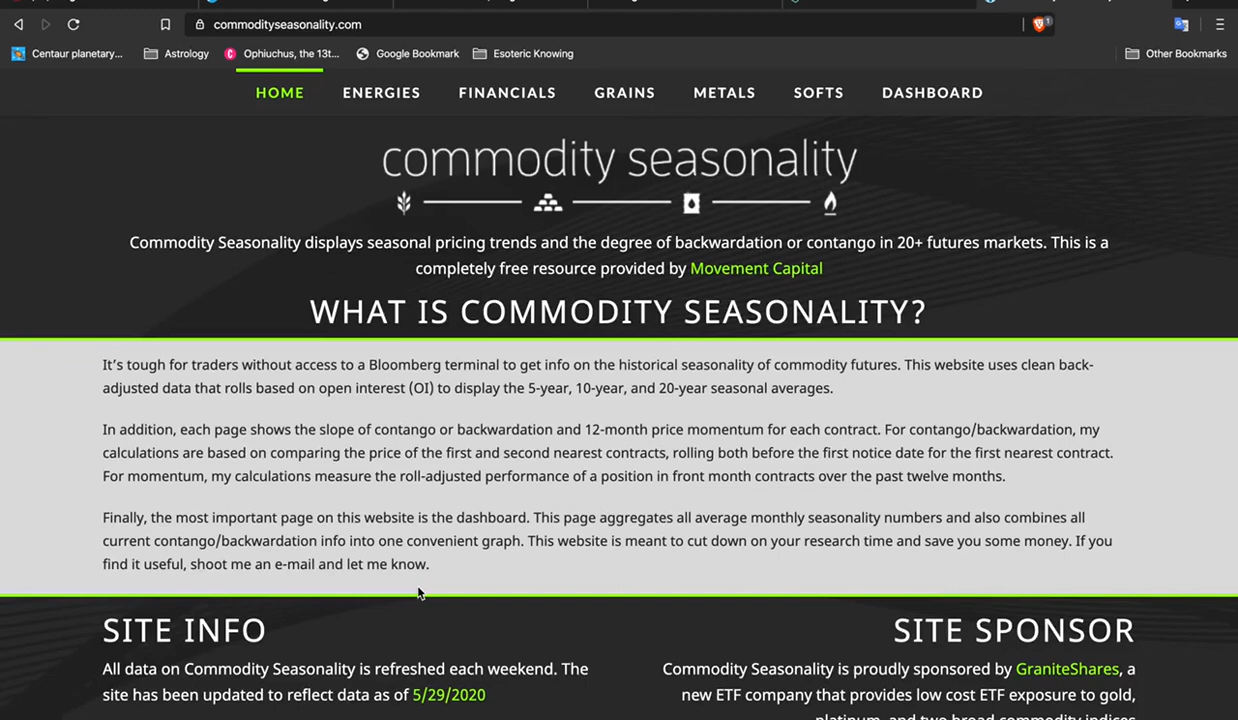 commodityseasonality.com
1
Centaur planetary...
Astrology
Ophiuchus, the 13t...
Google Bookmark
Esoteric Knowing
Other Bookmarks
HOME
ENERGIES
FINANCIALS
GRAINS
METALS
SOFTS
DASHBOARD
commodity seasonality
Commodity Seasonality displays seasonal pricing trends and the degree of backwardation or contango in 20+ futures markets. This is a
completely free resource provided by Movement Capital
WHAT IS COMMODITY SEASONALITY?
It’s tough for traders without access to a Bloomberg terminal to get info on the historical seasonality of commodity futures. This website uses clean back-
adjusted data that rolls based on open interest (OI) to display the 5-year, 10-year, and 20-year seasonal averages.
In addition, each page shows the slope of contango or backwardation and 12-month price momentum for each contract. For contango/backwardation, my
calculations are based on comparing the price of the first and second nearest contracts, rolling both before the first notice date for the first nearest contract.
For momentum, my calculations measure the roll-adjusted performance of a position in front month contracts over the past twelve months.
Finally, the most important page on this website is the dashboard. This page aggregates all average monthly seasonality numbers and also combines all
current contango/backwardation info into one convenient graph. This website is meant to cut down on your research time and save you some money. If you
find it useful, shoot me an e-mail and let me know.
SITE INFO
All data on Commodity Seasonality is refreshed each weekend. The
site has been updated to reflect data as of 5/29/2020
SITE SPONSOR
Commodity Seasonality is proudly sponsored by GraniteShares, a
new ETF company that provides low cost ETF exposure to gold,
platinum, and two broad commodity indices